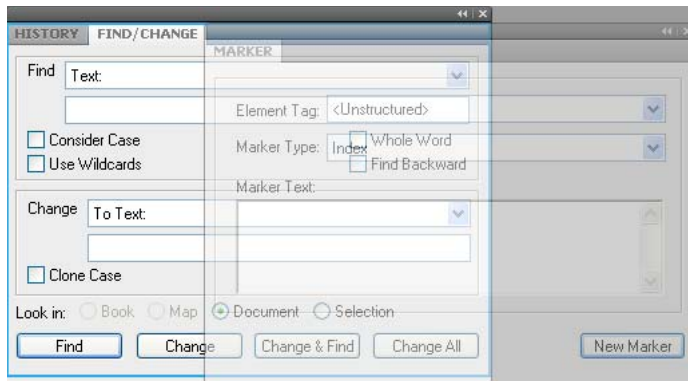 HISTORY FIND/CHANGE
MARKER
Find Text:
Element Tag: <Unstructured>
Consider Case
Whole Word
Marker Type: Index
Use Wildcards
Find Backward
Marker Text:
Change To Text:
Clone Case
Look in: Book Map Document Selection
Find Change Change & Find Change All New Marker